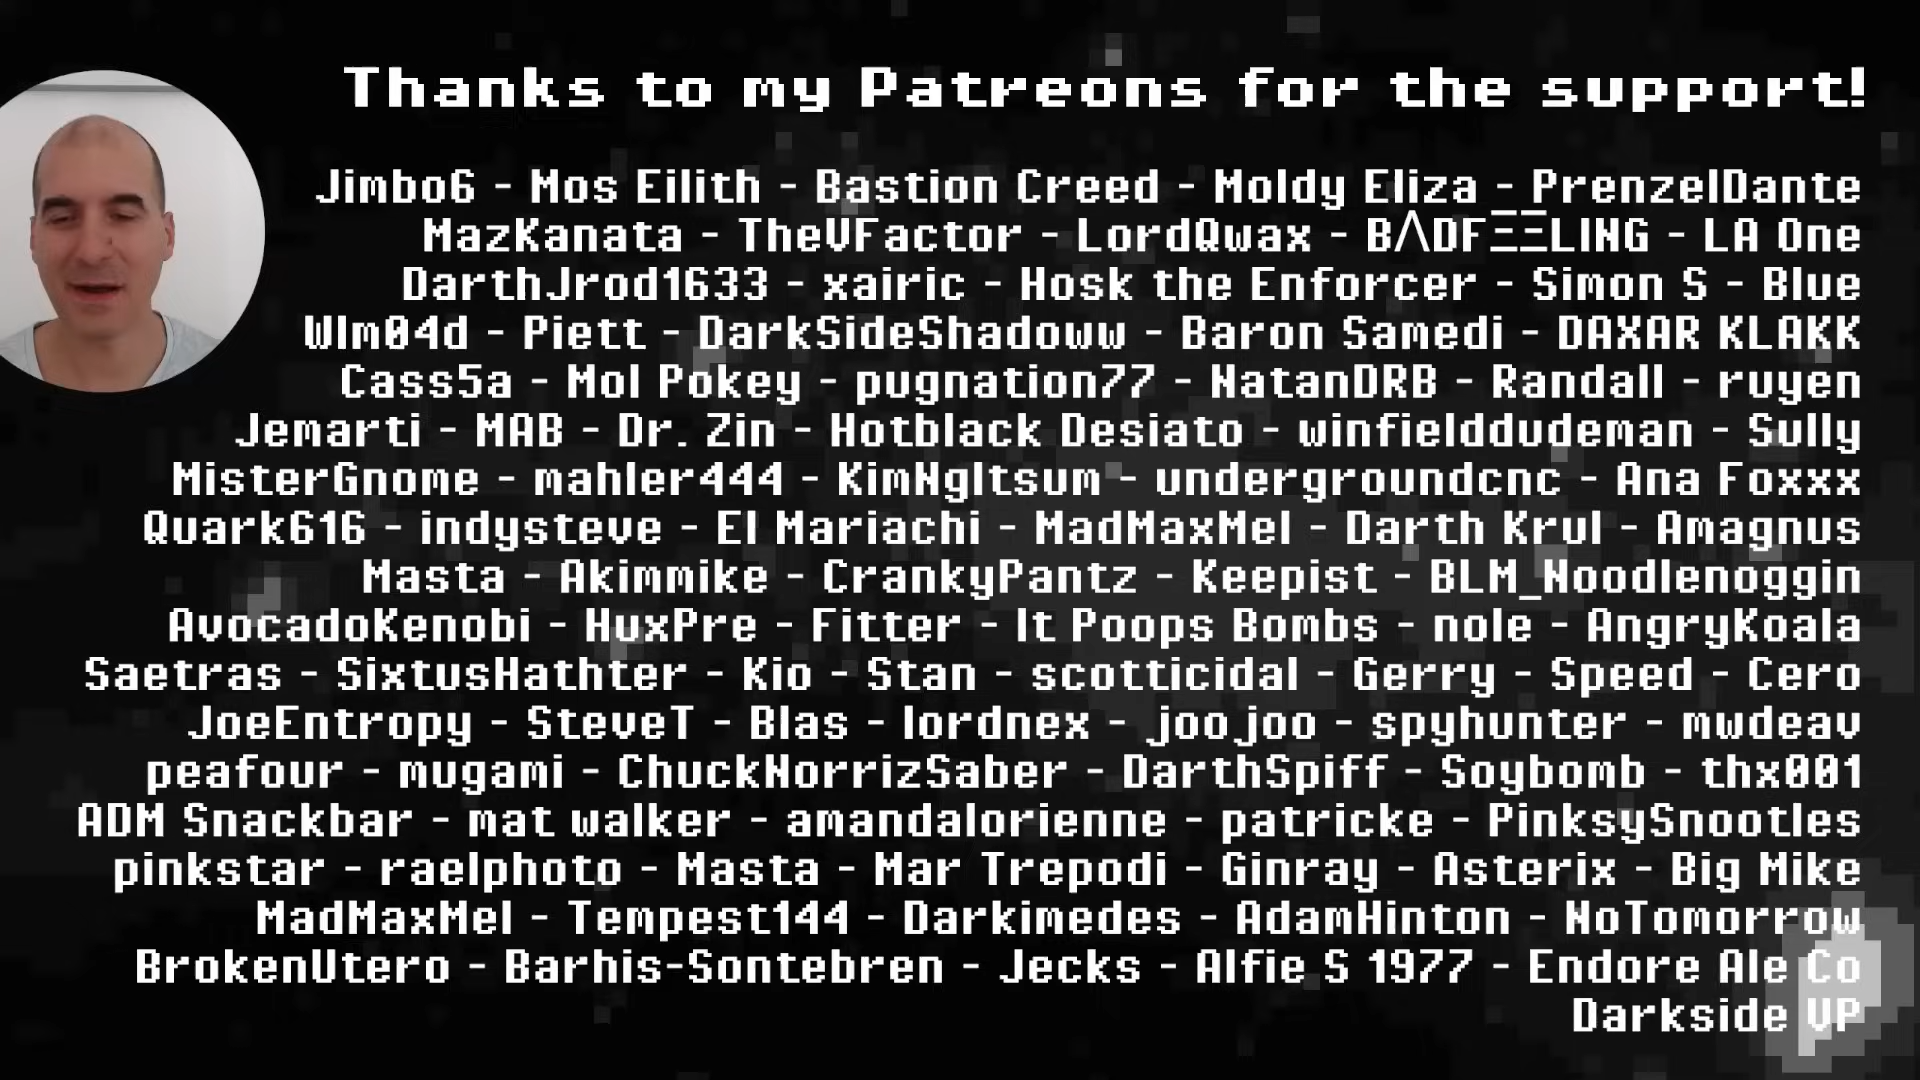 Thanks to my Patreons for the support!
Jimbo6 - Mos Eilith - Bastion Creed - Moldy Eliza - PrenzelDante
MazKanata - TheVFactor - LordQwax - BΛDFΞΞLING - LA One
DarthJrod1633 - xairic - Hosk the Enforcer - Simon S - Blue
Wlm04d - Piett - DarkSideShadoww - Baron Samedi - DAXAR KLAKK
Cass5a - Mol Pokey - pugnation77 - NatanDRB - Randall - ruyen
Jemarti - MAB - Dr. Zin - Hotblack Desiato - winfielddudeman - Sully
MisterGnome - mahler444 - KimNgItsum - undergroundcnc - Ana Foxxx
Quark616 - indysteve - El Mariachi - MadMaxMel - Darth Krul - Amagnus
Masta - Akimmike - CrankyPantz - Keepist - BLM_Noodlenoggin
AvocadoKenobi - HuxPre - Fitter - It Poops Bombs - nole - AngryKoala
Saetras - SixtusHathter - Kio - Stan - scotticidal - Gerry - Speed - Cero
JoeEntropy - SteveT - Blas - lordnex - joojoo - spyhunter - mwdeav
peafour - mugami - ChuckNorrizSaber - DarthSpiff - Soybomb - thx001
ADM Snackbar - mat walker - amandalorienne - patricke - PinksySnootles
pinkstar - raelphoto - Masta - Mar Trepodi - Ginray - Asterix - Big Mike
MadMaxMel - Tempest144 - Darkimedes - AdamHinton - NoTomorrow
BrokenUtero - Barhis-Sontebren - Jecks - Alfie S 1977 - Endore Ale Co
Darkside VP